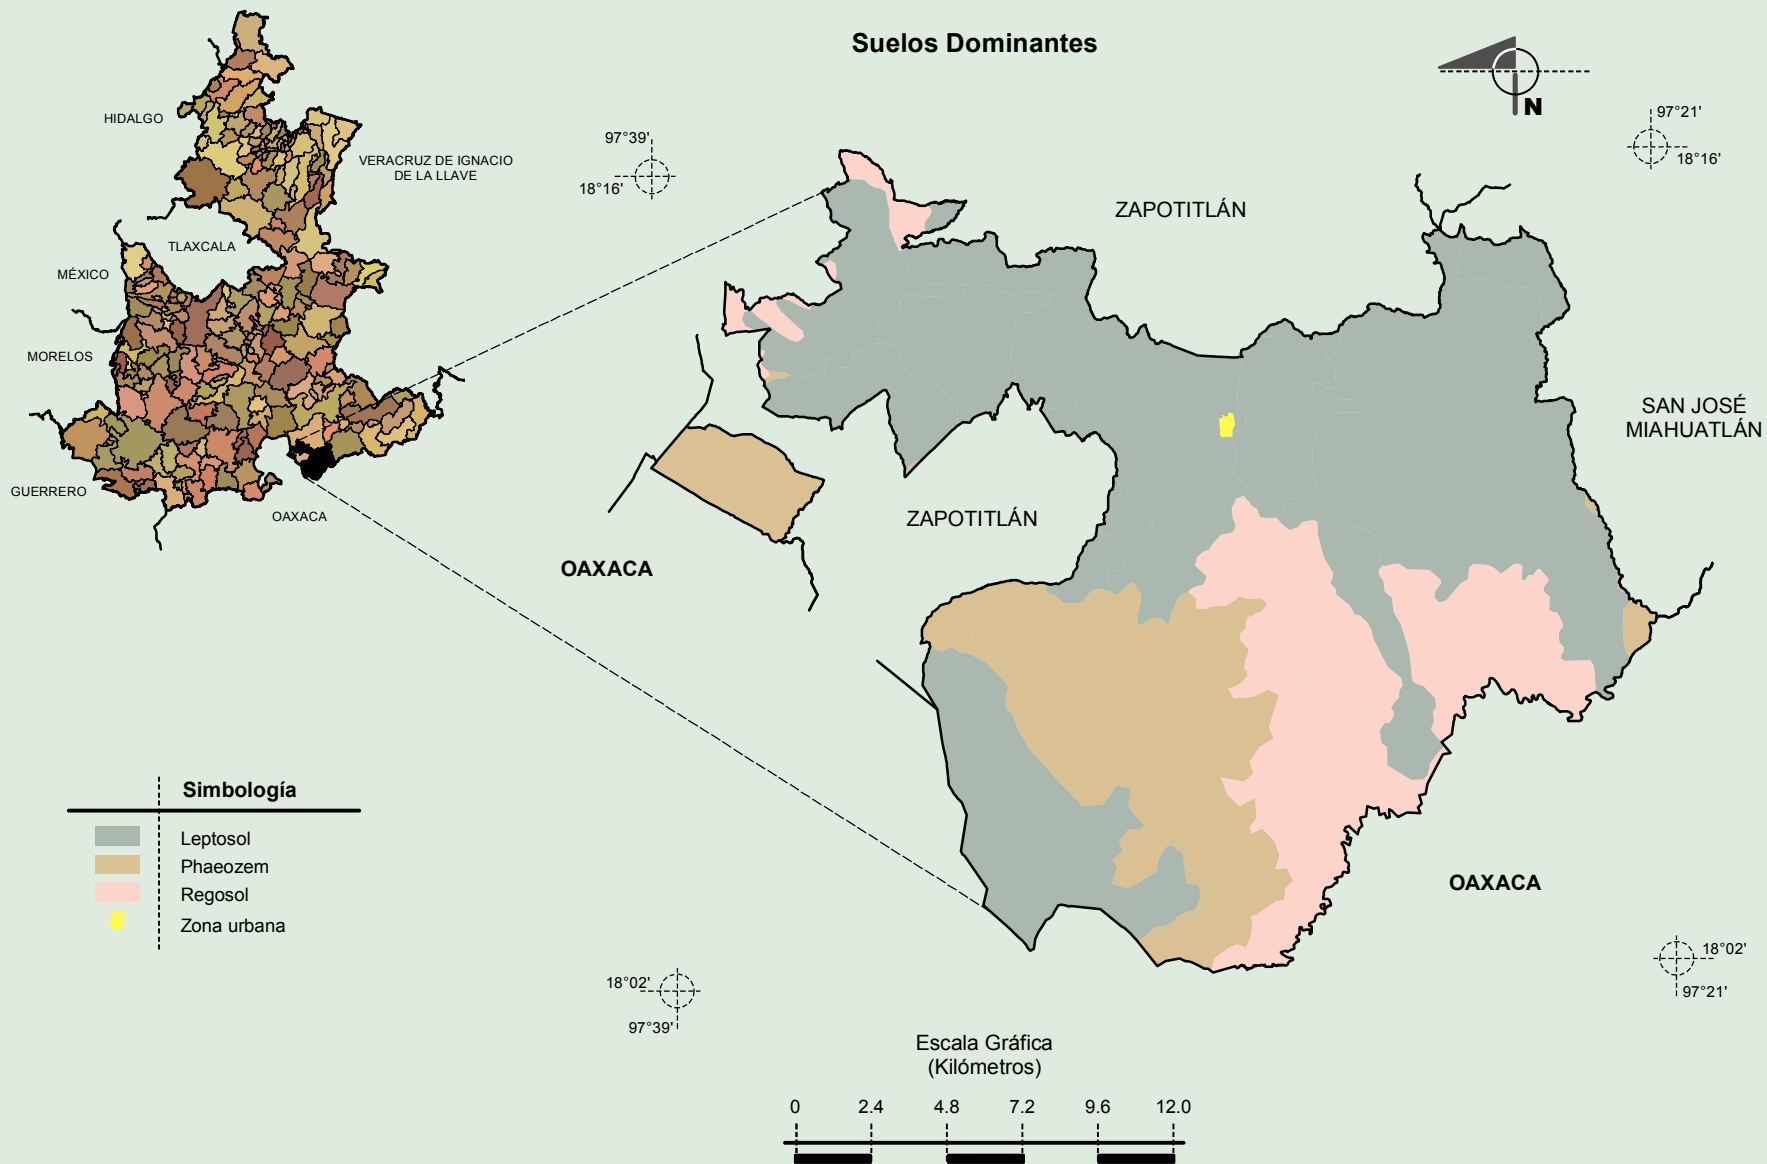 Suelos Dominantes
N
HIDALGO
VERACRUZ DE IGNACIO
DE LA LLAVE
TLAXCALA
MÉXICO
MORELOS
GUERRERO
OAXACA
97°39'
18°16'
97°21'
18°16'
ZAPOTITLÁN
SAN JOSÉ
MIAHUATLÁN
ZAPOTITLÁN
OAXACA
OAXACA
Simbología
Leptosol
Phaeozem
Regosol
Zona urbana
18°02'
97°39'
18°02'
97°21'
Escala Gráfica
(Kilómetros)
0 2.4 4.8 7.2 9.6 12.0